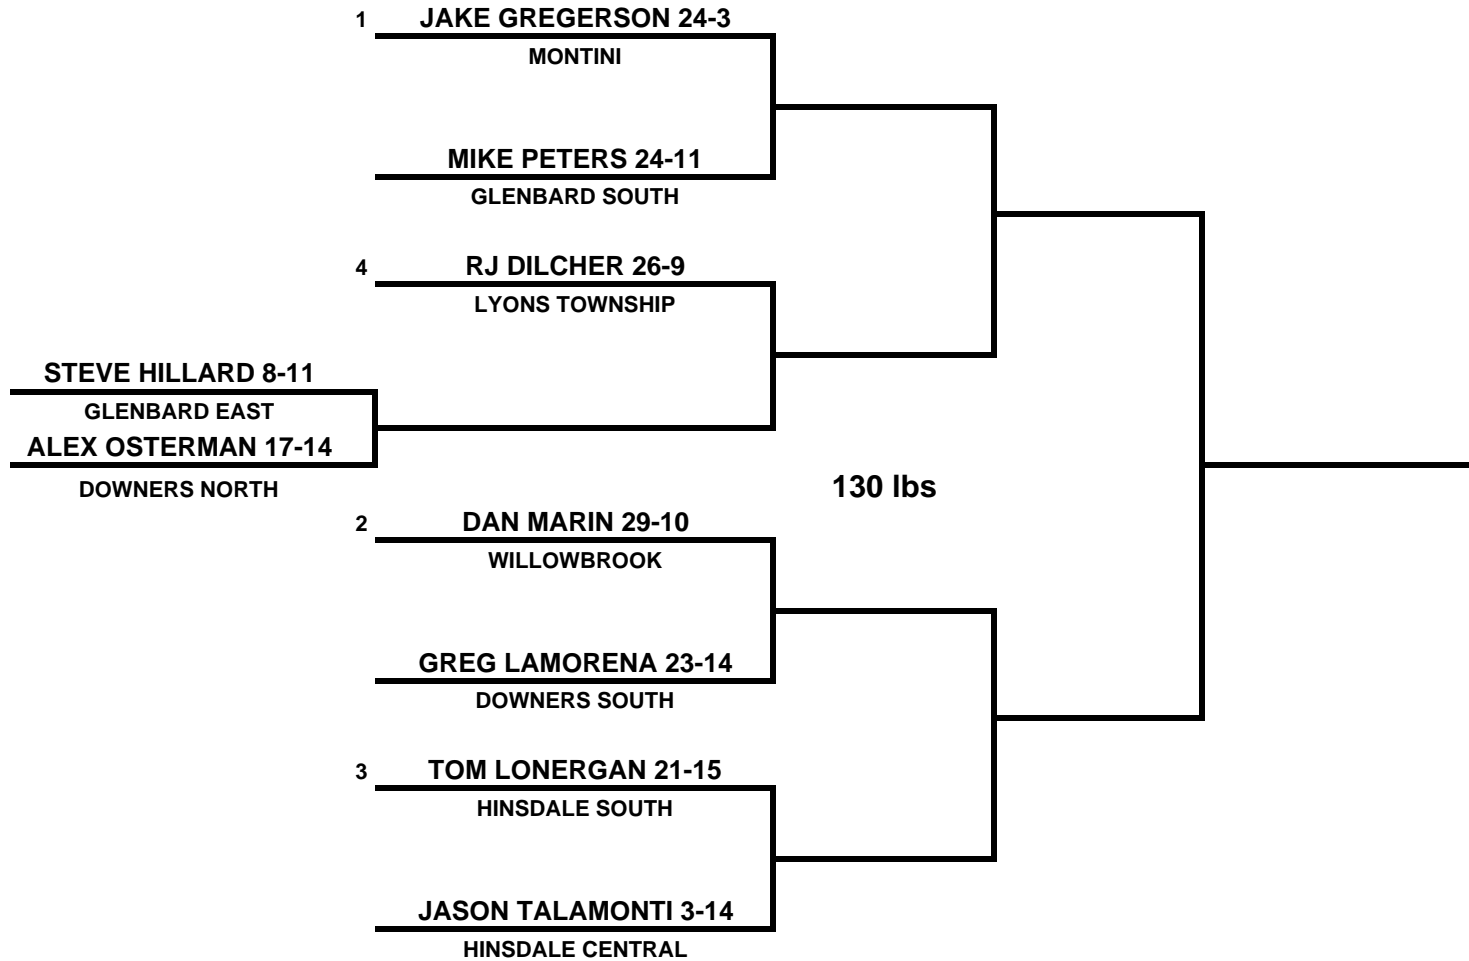 1 JAKE GREGERSON 24-3
MONTINI
MIKE PETERS 24-11
GLENBARD SOUTH
4 RJ DILCHER 26-9
LYONS TOWNSHIP
STEVE HILLARD 8-11
GLENBARD EAST
ALEX OSTERMAN 17-14
DOWNERS NORTH
130 lbs
2 DAN MARIN 29-10
WILLOWBROOK
GREG LAMORENA 23-14
DOWNERS SOUTH
3 TOM LONERGAN 21-15
HINSDALE SOUTH
JASON TALAMONTI 3-14
HINSDALE CENTRAL